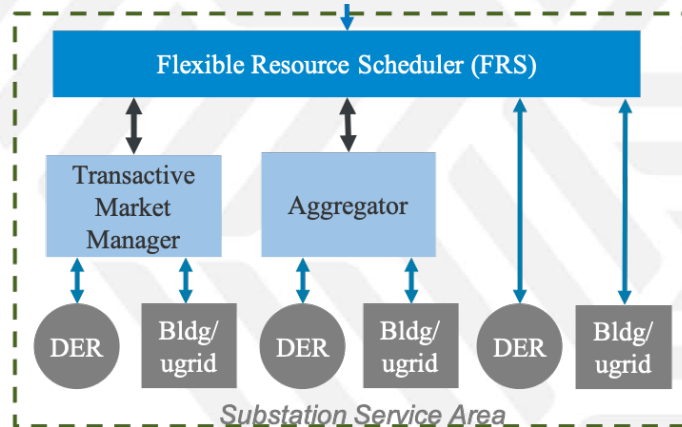 Flexible Resource Scheduler (FRS)
Transactive
Market
Manager
Aggregator
DER
Bldg/
ugrid
DER
Bldg/
ugrid
DER
Bldg/
ugrid
Substation Service Area